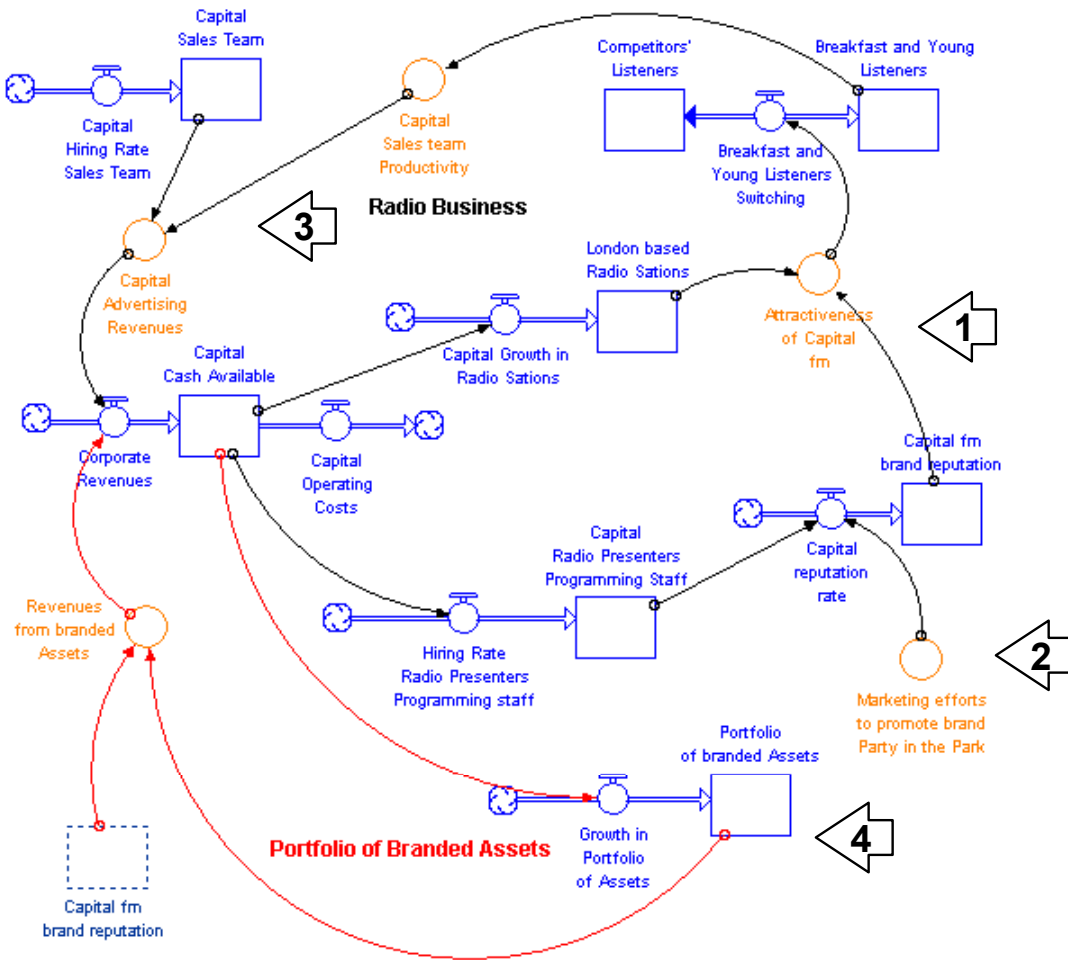 Capital
Sales Team
Capital
Hiring Rate
Sales Team
Capital
Sales team
Productivity
Competitors'
Listeners
Breakfast and Young
Listeners
Breakfast and
Young Listeners
Switching
Radio Business
3
Capital
Advertising
Revenues
London based
Radio Sations
Capital Growth in
Radio Sations
Attractiveness
of Capital
fm
1
Capital
Cash Available
Corporate
Revenues
Capital
Operating
Costs
Capital fm
brand reputation
Capital
reputation
rate
Capital
Radio Presenters
Programming Staff
Hiring Rate
Radio Presenters
Programming staff
Revenues
from branded
Assets
2
Marketing efforts
to promote brand
Party in the Park
Portfolio
of branded Assets
Growth in
Portfolio
of Assets
4
Portfolio of Branded Assets
Capital fm
brand reputation